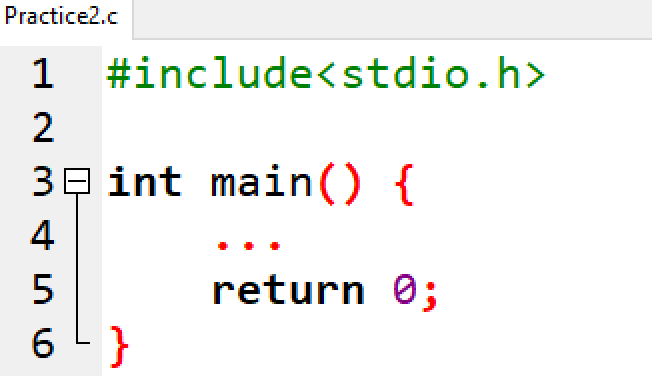 Practice2.c
1 #include<stdio.h>
2
3 int main() {
4 ...
5 return 0;
6 }